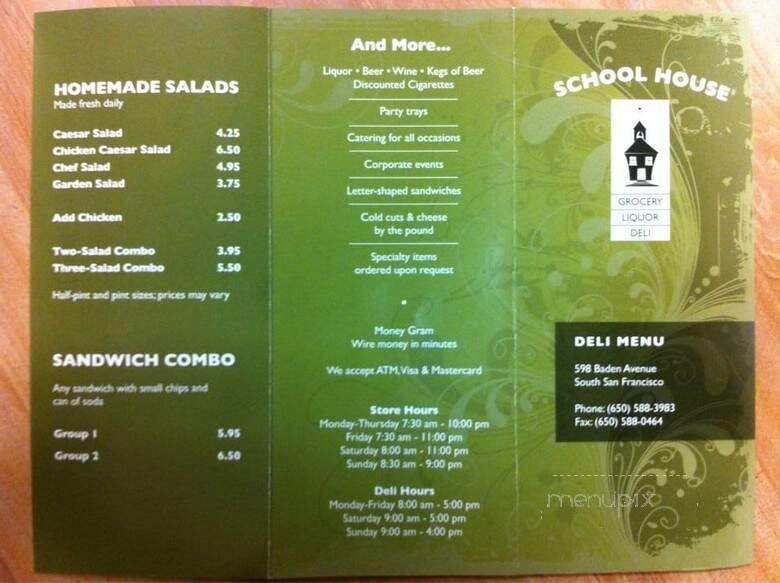 HOMEMADE SALADS
Made fresh daily
Caesar Salad 4.25
Chicken Caesar Salad 6.50
Chef Salad 4.95
Garden Salad 3.75
Add Chicken 2.50
Two-Salad Combo 3.95
Three-Salad Combo 5.50
Half-pint and pint sizes; prices may vary
SANDWICH COMBO
Any sandwich with small chips and
can of soda
Group 1 5.95
Group 2 6.50
And More...
Liquor • Beer • Wine • Kegs of Beer
Discounted Cigarettes
Party trays
Catering for all occasions
Corporate events
Letter-shaped sandwiches
Cold cuts & cheese
by the pound
Specialty items
ordered upon request
Money Gram
Wire money in minutes
We accept ATM, Visa & Mastercard
Store Hours
Monday-Thursday 7:30 am - 10:00 pm
Friday 7:30 am - 11:00 pm
Saturday 8:00 am - 11:00 pm
Sunday 8:30 am - 9:00 pm
Deli Hours
Monday-Friday 8:00 am - 5:00 pm
Saturday 9:00 am - 5:00 pm
Sunday 9:00 am - 4:00 pm
SCHOOL HOUSE
GROCERY
LIQUOR
DELI
DELI MENU
598 Baden Avenue
South San Francisco
Phone: (650) 588-3983
Fax: (650) 588-0464
menupix